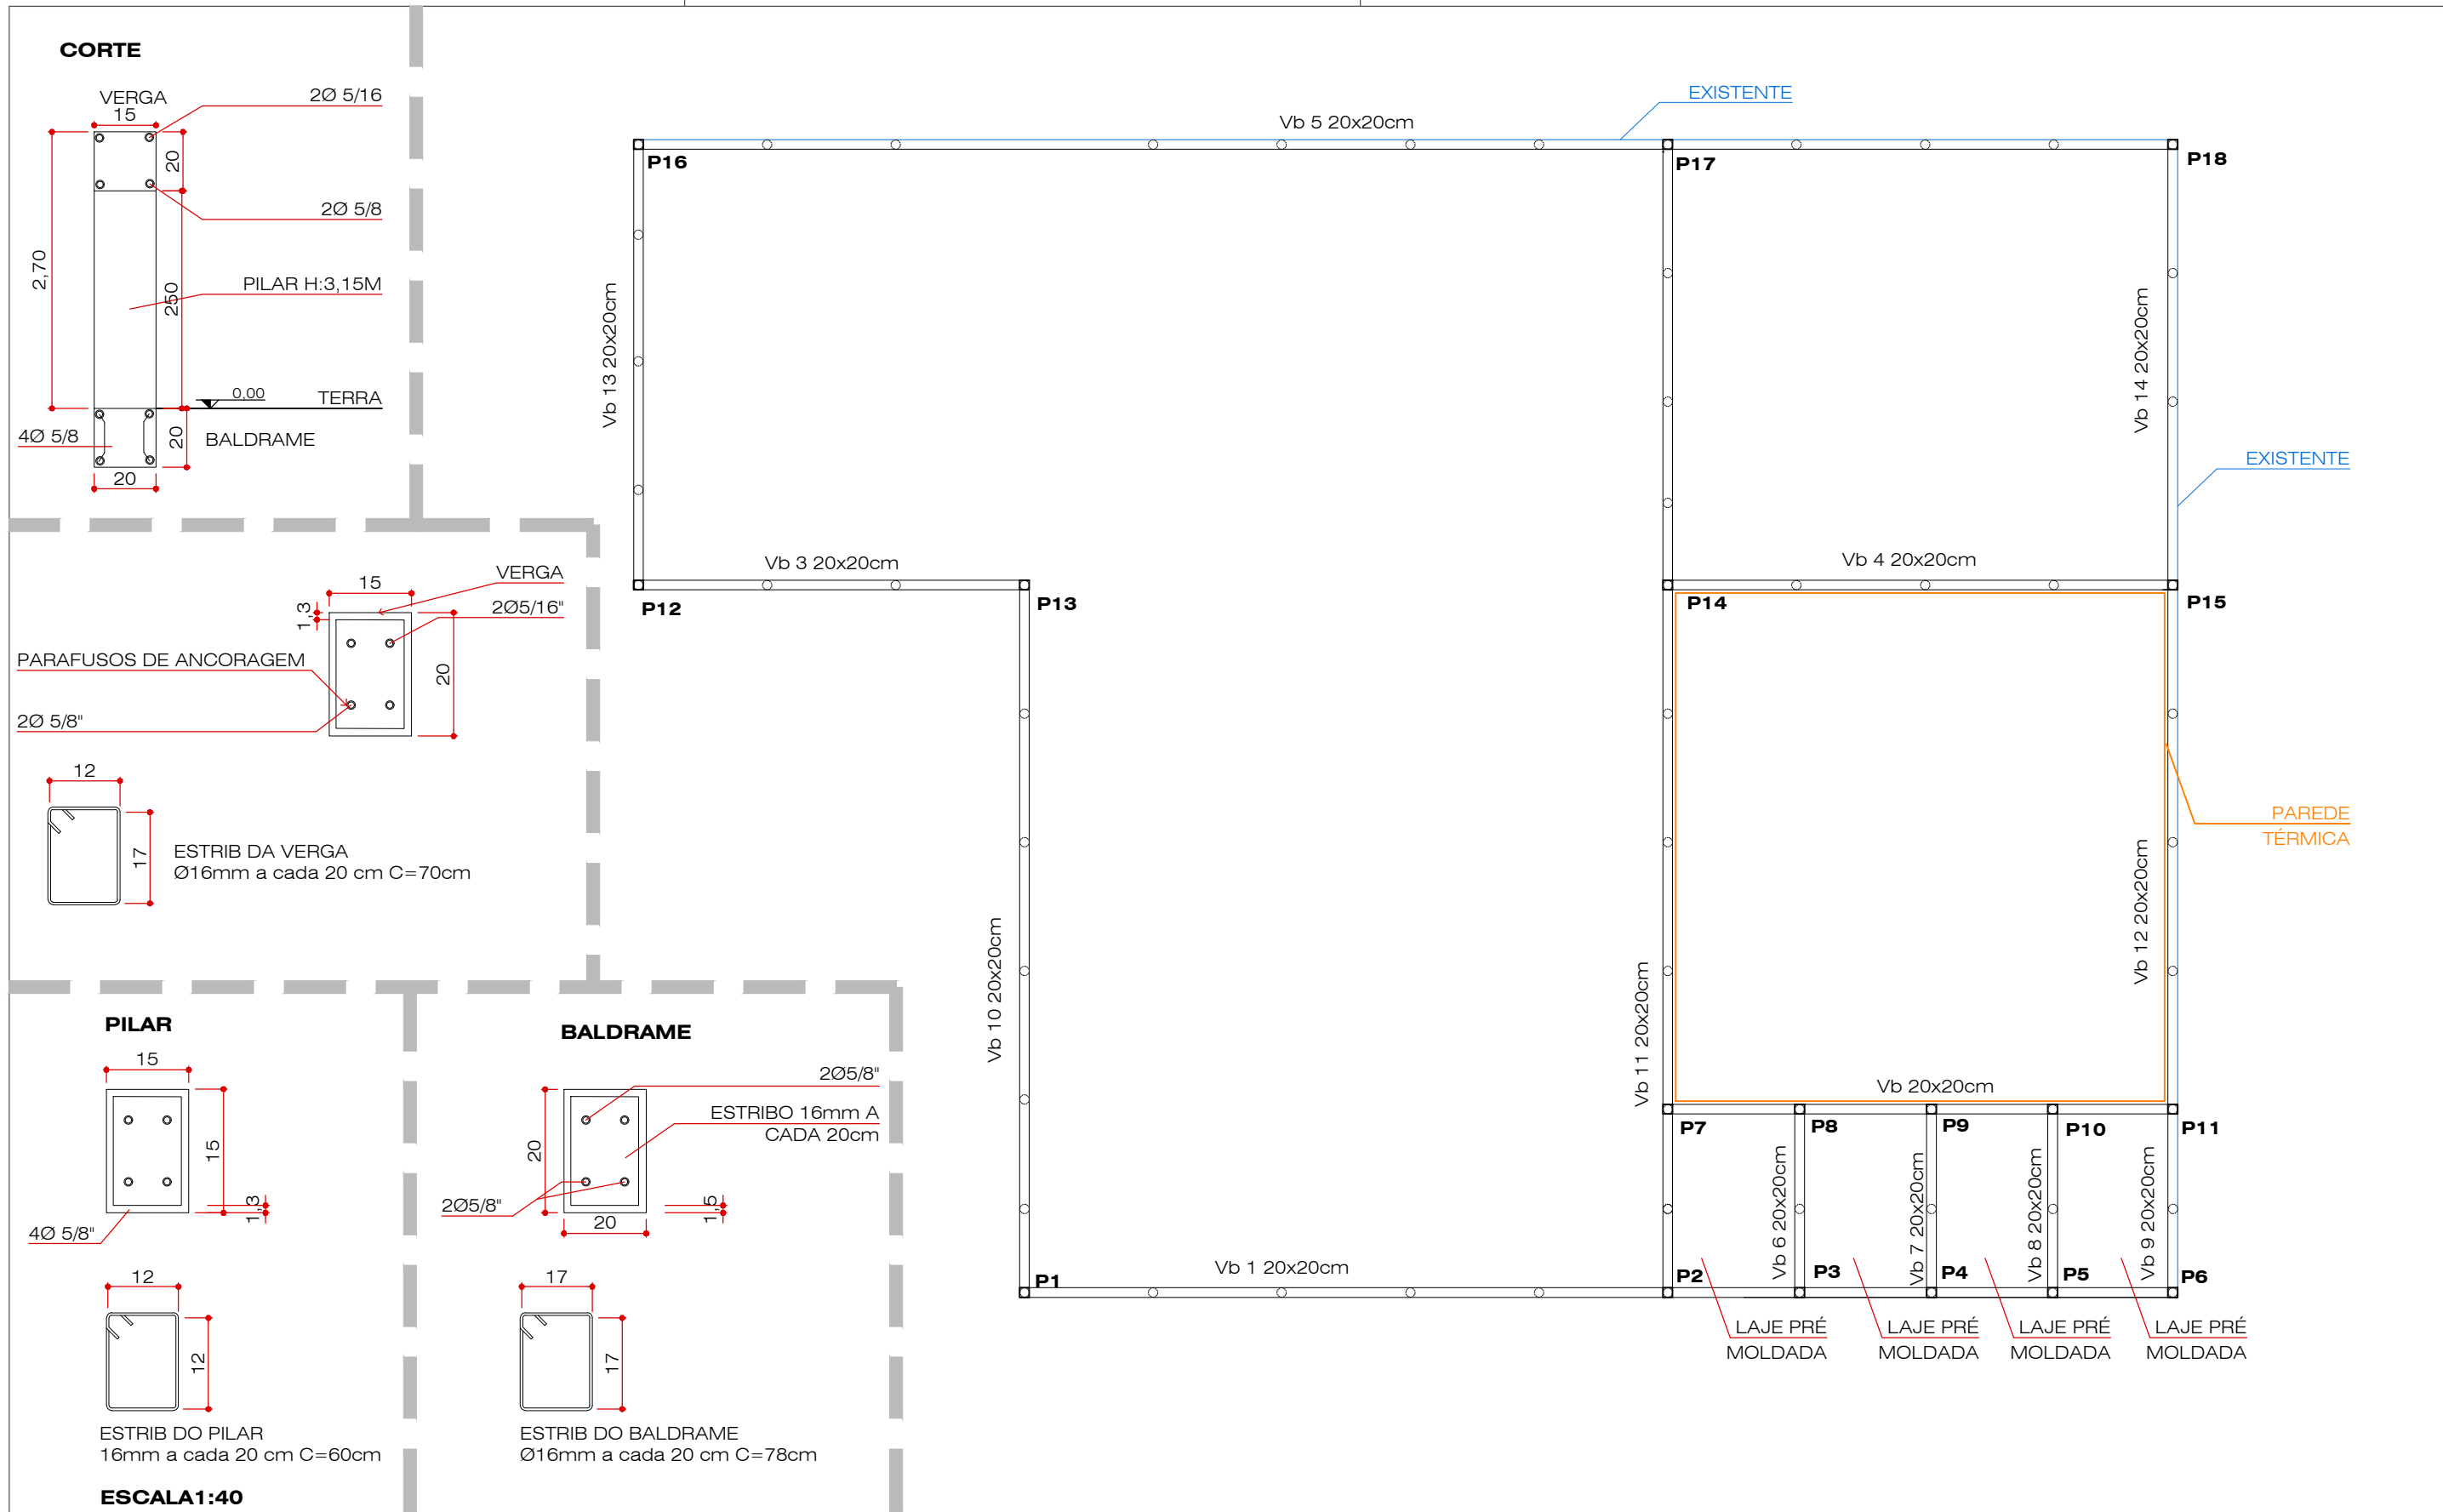 CORTE
VERGA
15
2Ø 5/16
20
2Ø 5/8
2,70
PILAR H:3,15M
250
0,00
TERRA
4Ø 5/8
20
BALDRAME
20
VERGA
15
1,3
2Ø5/16"
PARAFUSOS DE ANCORAGEM
20
2Ø 5/8"
12
17
ESTRIB DA VERGA
Ø16mm a cada 20 cm C=70cm
PILAR
15
15
1,3
4Ø 5/8"
12
12
ESTRIB DO PILAR
16mm a cada 20 cm C=60cm
ESCALA1:40
BALDRAME
2Ø5/8"
ESTRIBO 16mm A
CADA 20cm
20
2Ø5/8"
20
1,5
17
17
ESTRIB DO BALDRAME
Ø16mm a cada 20 cm C=78cm
EXISTENTE
Vb 5 20x20cm
P16
P17
P18
Vb 13 20x20cm
Vb 14 20x20cm
EXISTENTE
Vb 3 20x20cm
Vb 4 20x20cm
P12
P13
P14
P15
PAREDE
TÉRMICA
Vb 10 20x20cm
Vb 11 20x20cm
Vb 12 20x20cm
Vb 20x20cm
P7
P8
P9
P10
P11
Vb 6 20x20cm
Vb 7 20x20cm
Vb 8 20x20cm
Vb 9 20x20cm
Vb 1 20x20cm
P1
P2
P3
P4
P5
P6
LAJE PRÉ
MOLDADA
LAJE PRÉ
MOLDADA
LAJE PRÉ
MOLDADA
LAJE PRÉ
MOLDADA